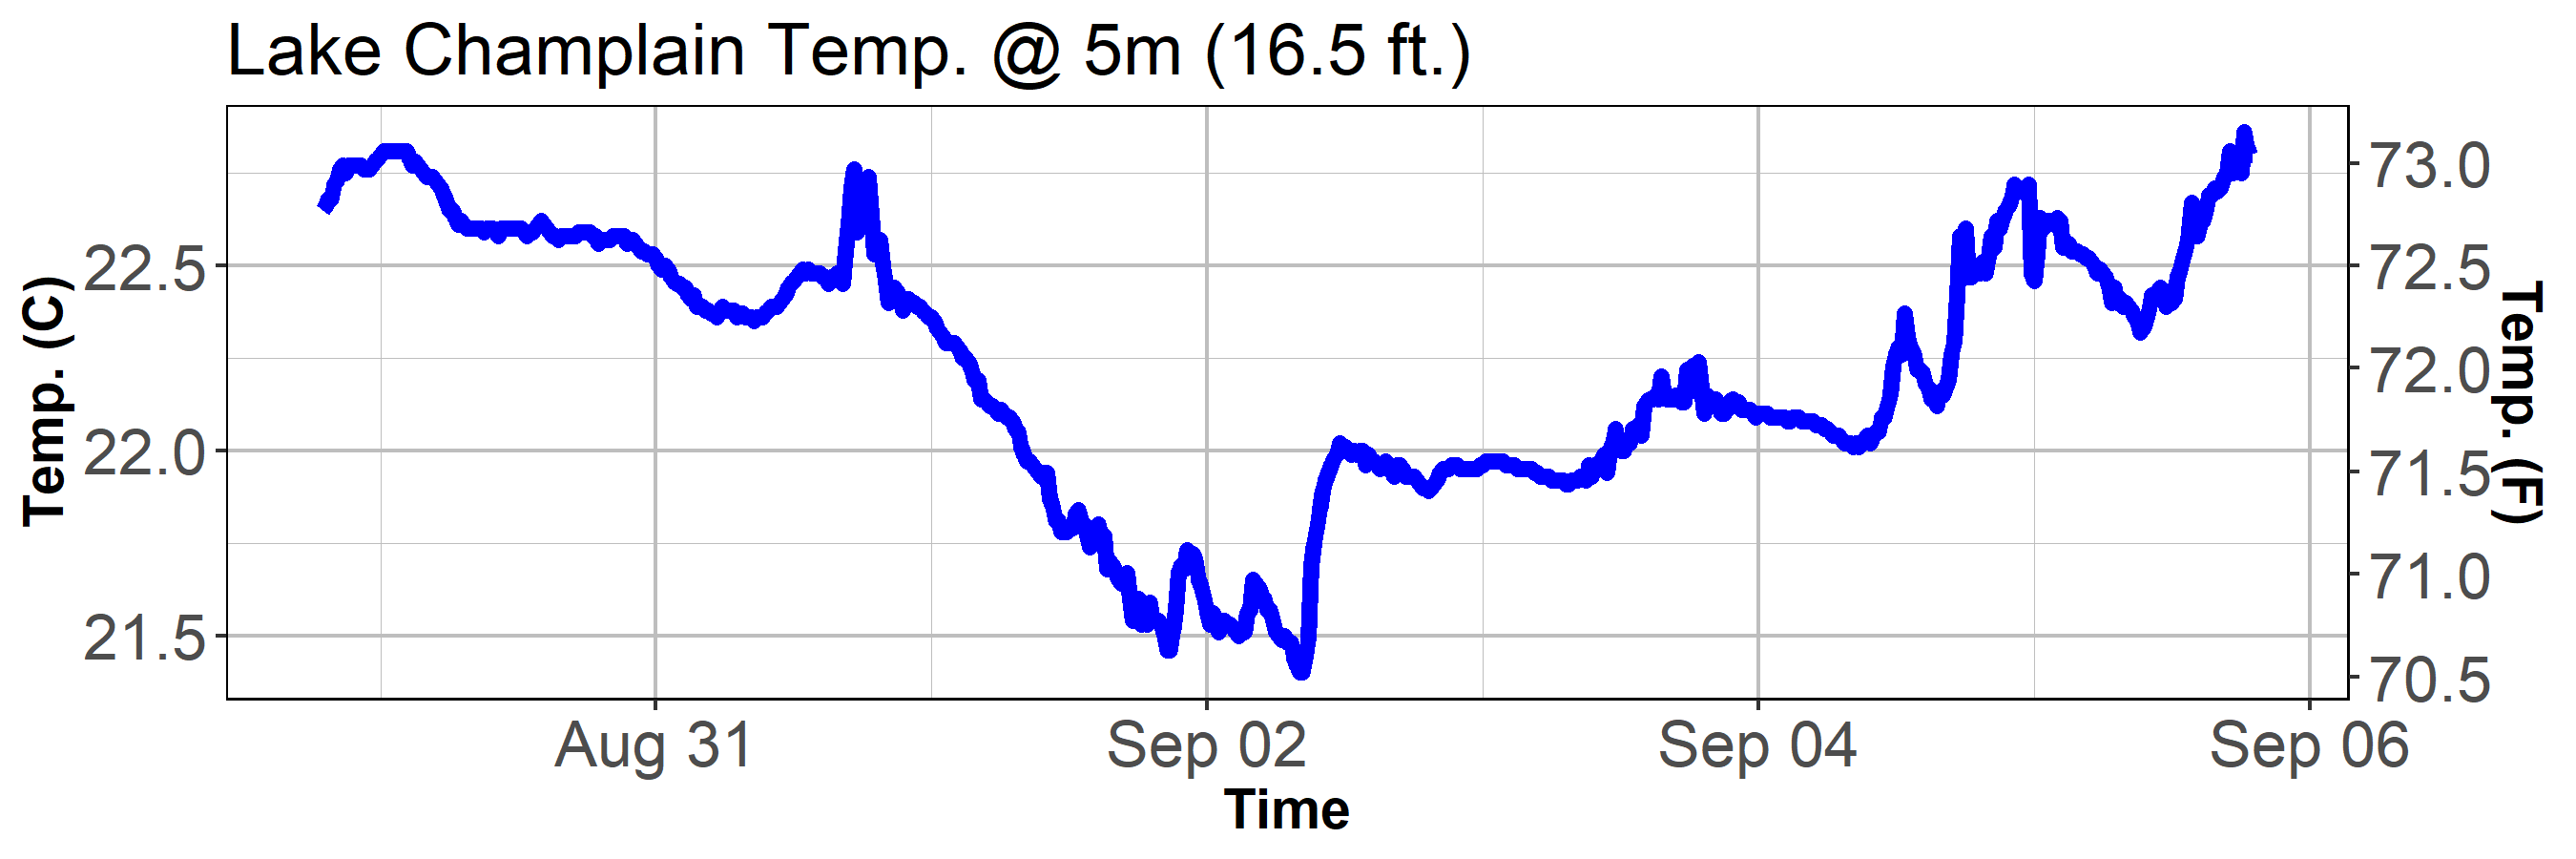 Lake Champlain Temp. @ 5m (16.5 ft.)
Temp. (C)
22.5
22.0
21.5
73.0
72.5
72.0
71.5
71.0
70.5
Temp. (F)
Aug 31
Sep 02
Sep 04
Sep 06
Time